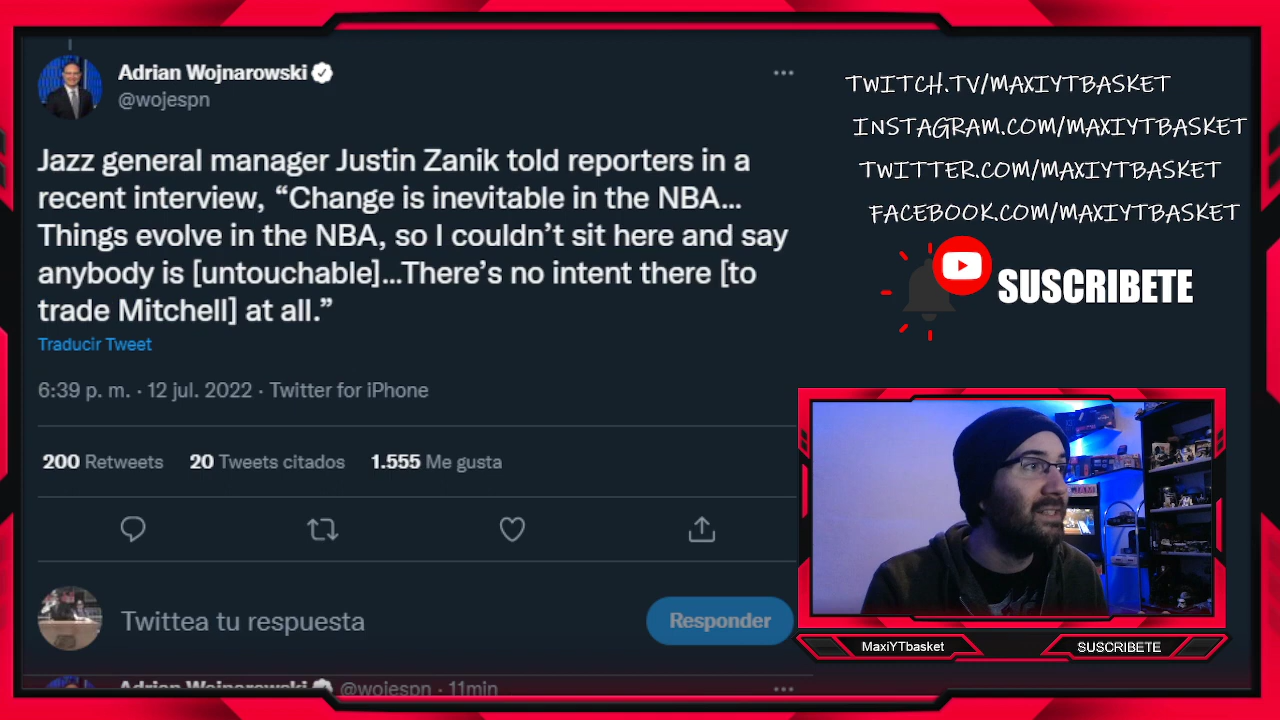 Adrian Wojnarowski
@wojespn
Jazz general manager Justin Zanik told reporters in a
recent interview, “Change is inevitable in the NBA...
Things evolve in the NBA, so I couldn’t sit here and say
anybody is [untouchable]...There’s no intent there [to
trade Mitchell] at all.”
Traducir Tweet
6:39 p. m. · 12 jul. 2022 · Twitter for iPhone
200 Retweets 20 Tweets citados 1.555 Me gusta
Twittea tu respuesta
Responder
Adrian Wojnarowski @wojespn · 11min
TWITCH.TV/MAXIYTBASKET
INSTAGRAM.COM/MAXIYTBASKET
TWITTER.COM/MAXIYTBASKET
FACEBOOK.COM/MAXIYTBASKET
SUSCRIBETE
MaxiYTbasket
SUSCRIBETE